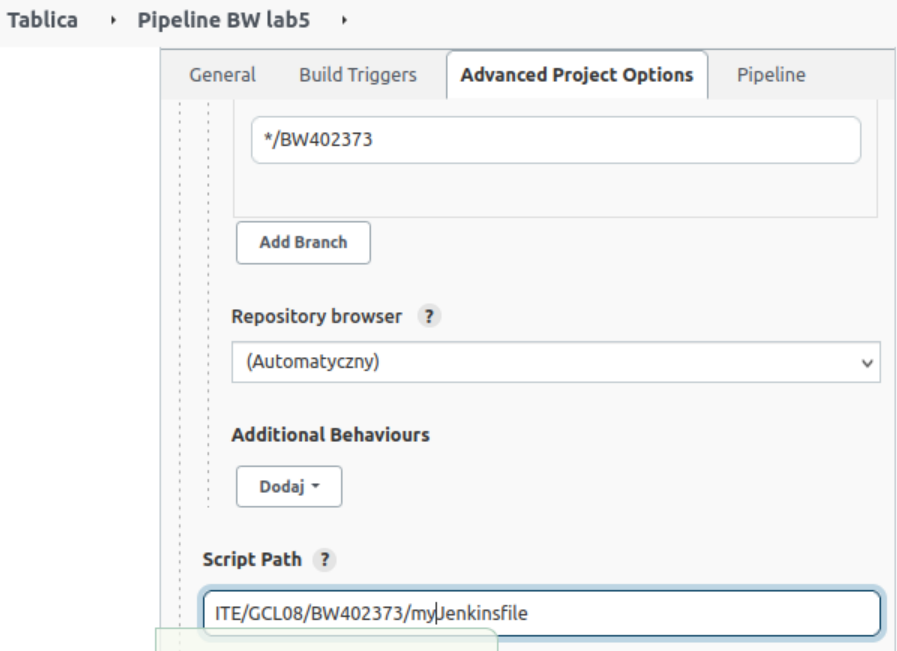 Tablica Pipeline BW lab5
General Build Triggers Advanced Project Options Pipeline
*/BW402373
Add Branch
Repository browser ?
(Automatyczny)
Additional Behaviours
Dodaj
Script Path ?
ITE/GCL08/BW402373/myJenkinsfile